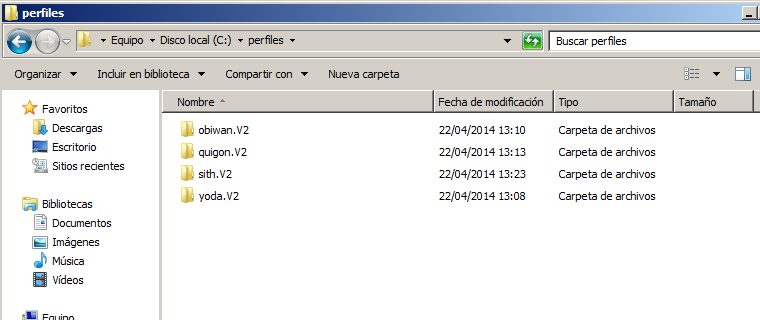 perfiles
Equipo Disco local (C:) perfiles Buscar perfiles
Organizar Incluir en biblioteca Compartir con Nueva carpeta
Favoritos
Descargas
Escritorio
Sitios recientes
Bibliotecas
Documentos
Imágenes
Música
Vídeos
Equipo
Nombre Fecha de modificación Tipo Tamaño
obiwan.V2 22/04/2014 13:10 Carpeta de archivos
quigon.V2 22/04/2014 13:13 Carpeta de archivos
sith.V2 22/04/2014 13:23 Carpeta de archivos
yoda.V2 22/04/2014 13:08 Carpeta de archivos